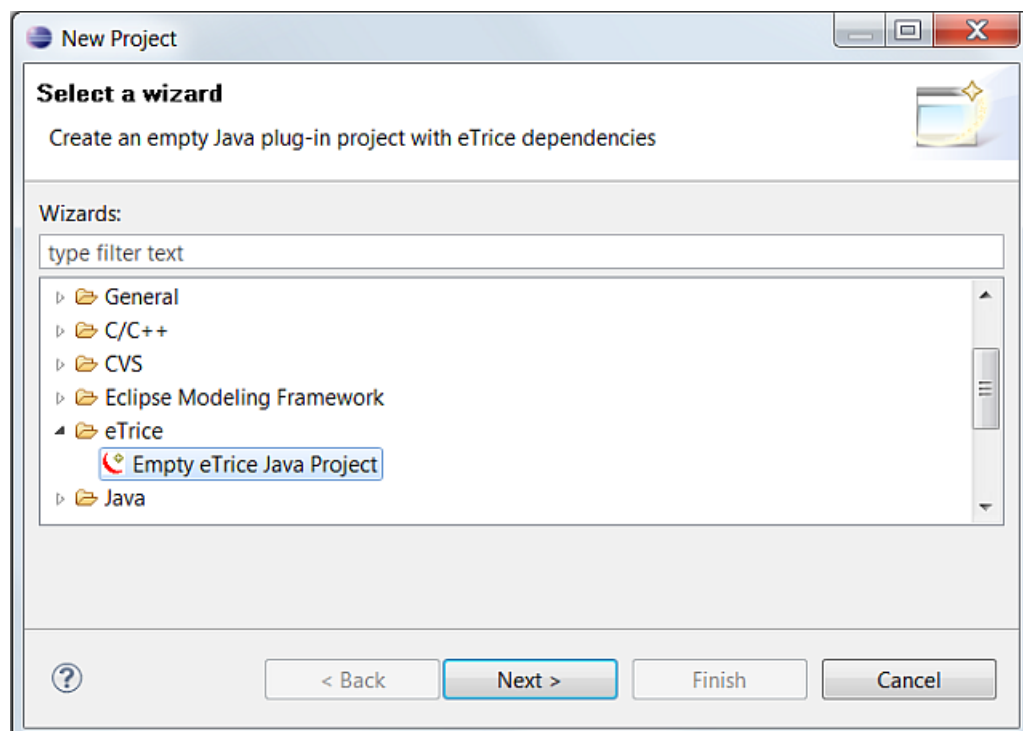 New Project
Select a wizard
Create an empty Java plug-in project with eTrice dependencies
Wizards:
type filter text
General
C/C++
CVS
Eclipse Modeling Framework
eTrice
Empty eTrice Java Project
Java
? < Back Next > Finish Cancel